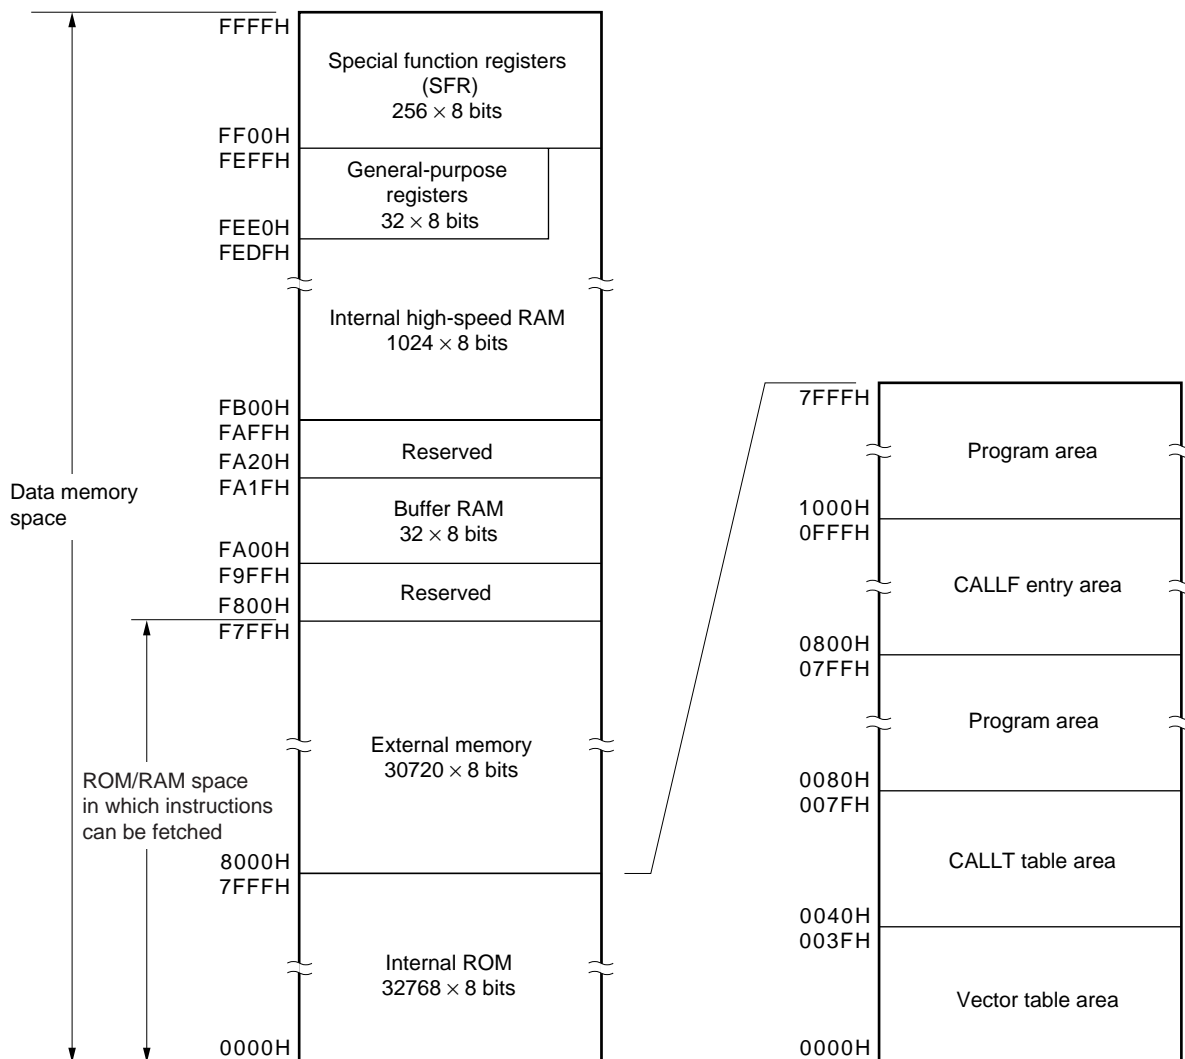 FFFFH
Special function registers
(SFR)
256 × 8 bits
FF00H
FEFFH
General-purpose
registers
32 × 8 bits
FEE0H
FEDFH
Internal high-speed RAM
1024 × 8 bits
FB00H
FAFFH
Reserved
FA20H
FA1FH
Data memory
space
Buffer RAM
32 × 8 bits
FA00H
F9FFH
Reserved
F800H
F7FFH
External memory
30720 × 8 bits
ROM/RAM space
in which instructions
can be fetched
8000H
7FFFH
Internal ROM
32768 × 8 bits
0000H
7FFFH
Program area
1000H
0FFFH
CALLF entry area
0800H
07FFH
Program area
0080H
007FH
CALLT table area
0040H
003FH
Vector table area
0000H